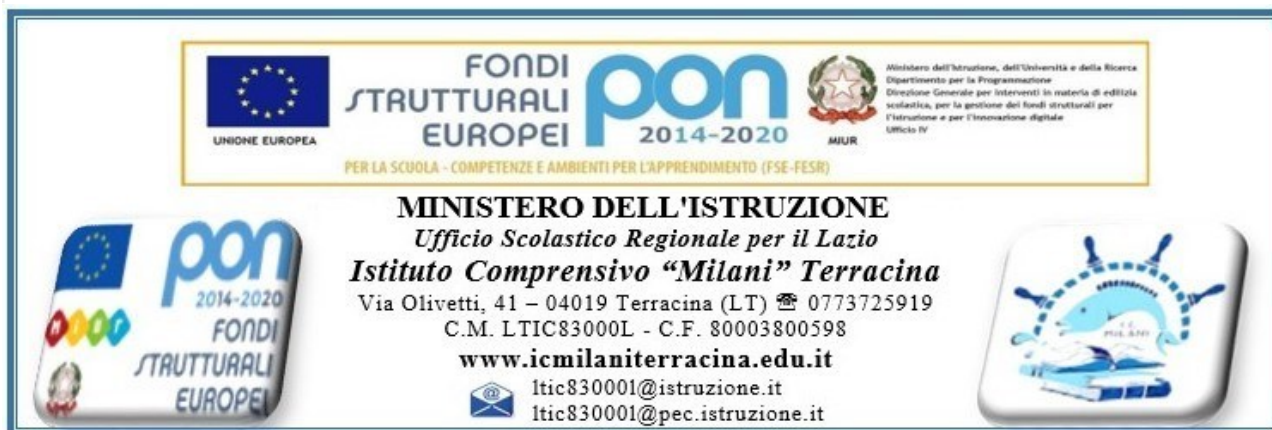 UNIONE EUROPEA
FONDI
STRUTTURALI
EUROPEI
pon
2014-2020
MIUR
Ministero dell'Istruzione, dell'Università e della Ricerca
Dipartimento per la Programmazione
Direzione Generale per interventi in materia di edilizia
scolastica, per la gestione dei fondi strutturali per
l'istruzione e per l'innovazione digitale
Ufficio IV
PER LA SCUOLA - COMPETENZE E AMBIENTI PER L'APPRENDIMENTO (FSE-FESR)
MINISTERO DELL'ISTRUZIONE
Ufficio Scolastico Regionale per il Lazio
Istituto Comprensivo “Milani” Terracina
Via Olivetti, 41 – 04019 Terracina (LT) ☎ 0773725919
C.M. LTIC83000L - C.F. 80003800598
www.icmilaniterracina.edu.it
@
ltic830001@istruzione.it
ltic830001@pec.istruzione.it
pon
2014-2020
miur
FONDI
STRUTTURALI
EUROPEI
I.C.
MILANI